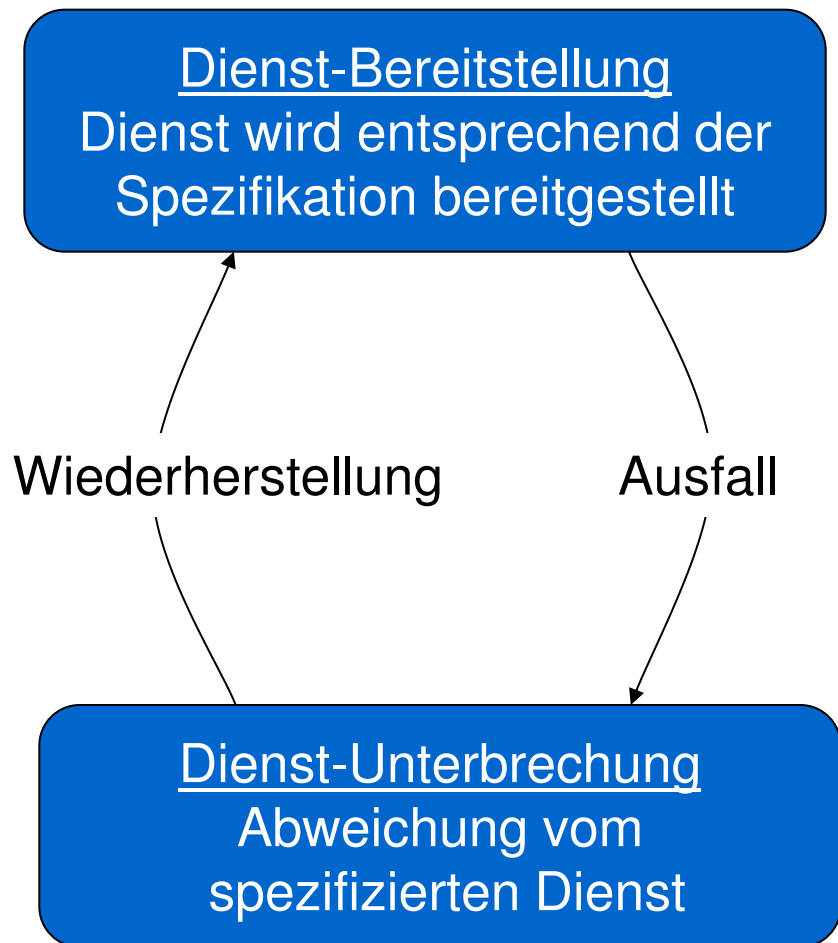 Dienst-Bereitstellung
Dienst wird entsprechend der
Spezifikation bereitgestellt
Wiederherstellung
Ausfall
Dienst-Unterbrechung
Abweichung vom
spezifizierten Dienst